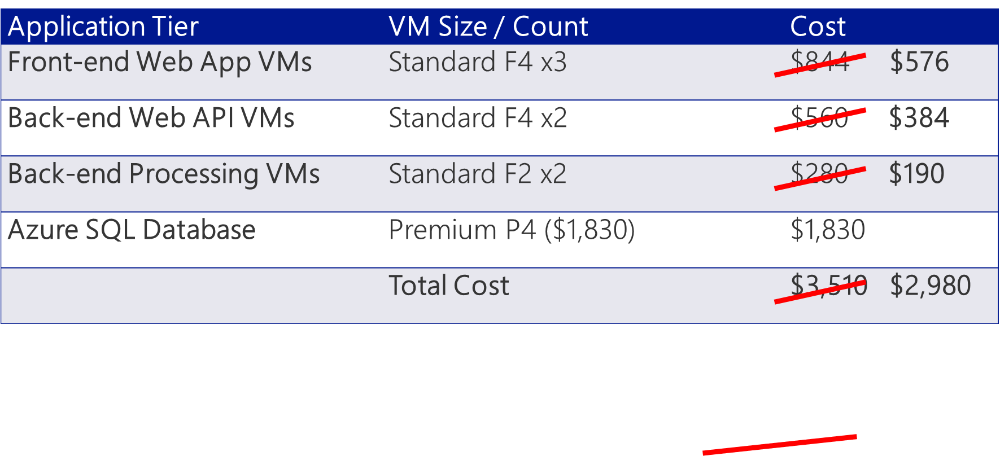 Application Tier VM Size / Count Cost
Front-end Web App VMs Standard F4 x3 $844 $576
Back-end Web API VMs Standard F4 x2 $560 $384
Back-end Processing VMs Standard F2 x2 $280 $190
Azure SQL Database Premium P4 ($1,830) $1,830
Total Cost $3,510 $2,980